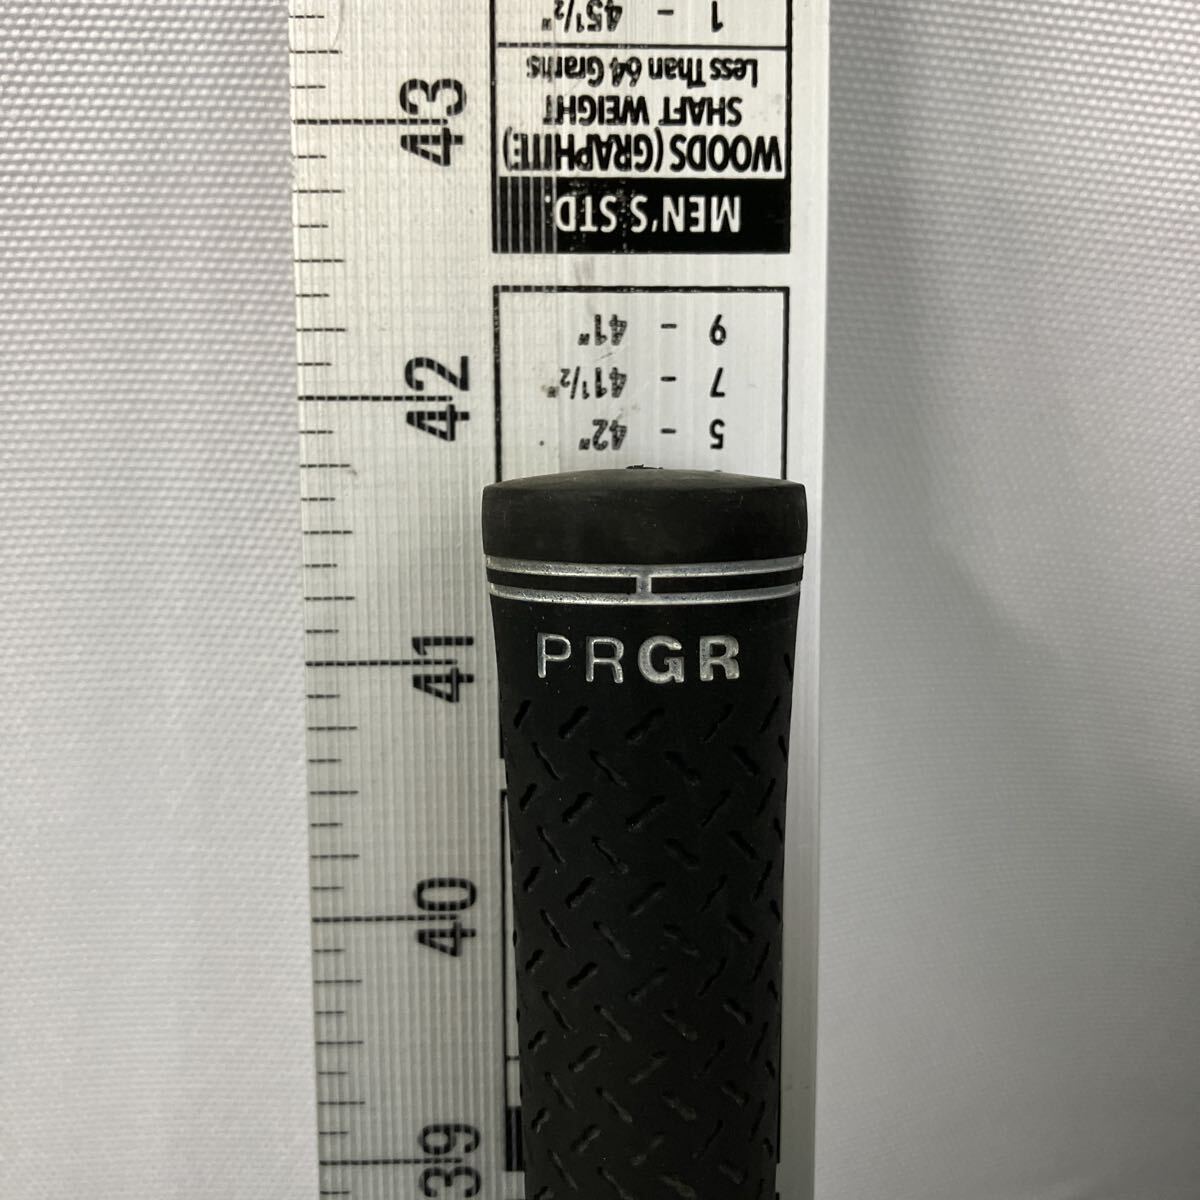 43
42
41
40
39
1 - 45½"
Less Than 64 Grams
SHAFT WEIGHT
WOODS (GRAPHITE)
MEN'S STD.
9 - 41"
7 - 41½"
5 - 42"
PRGR